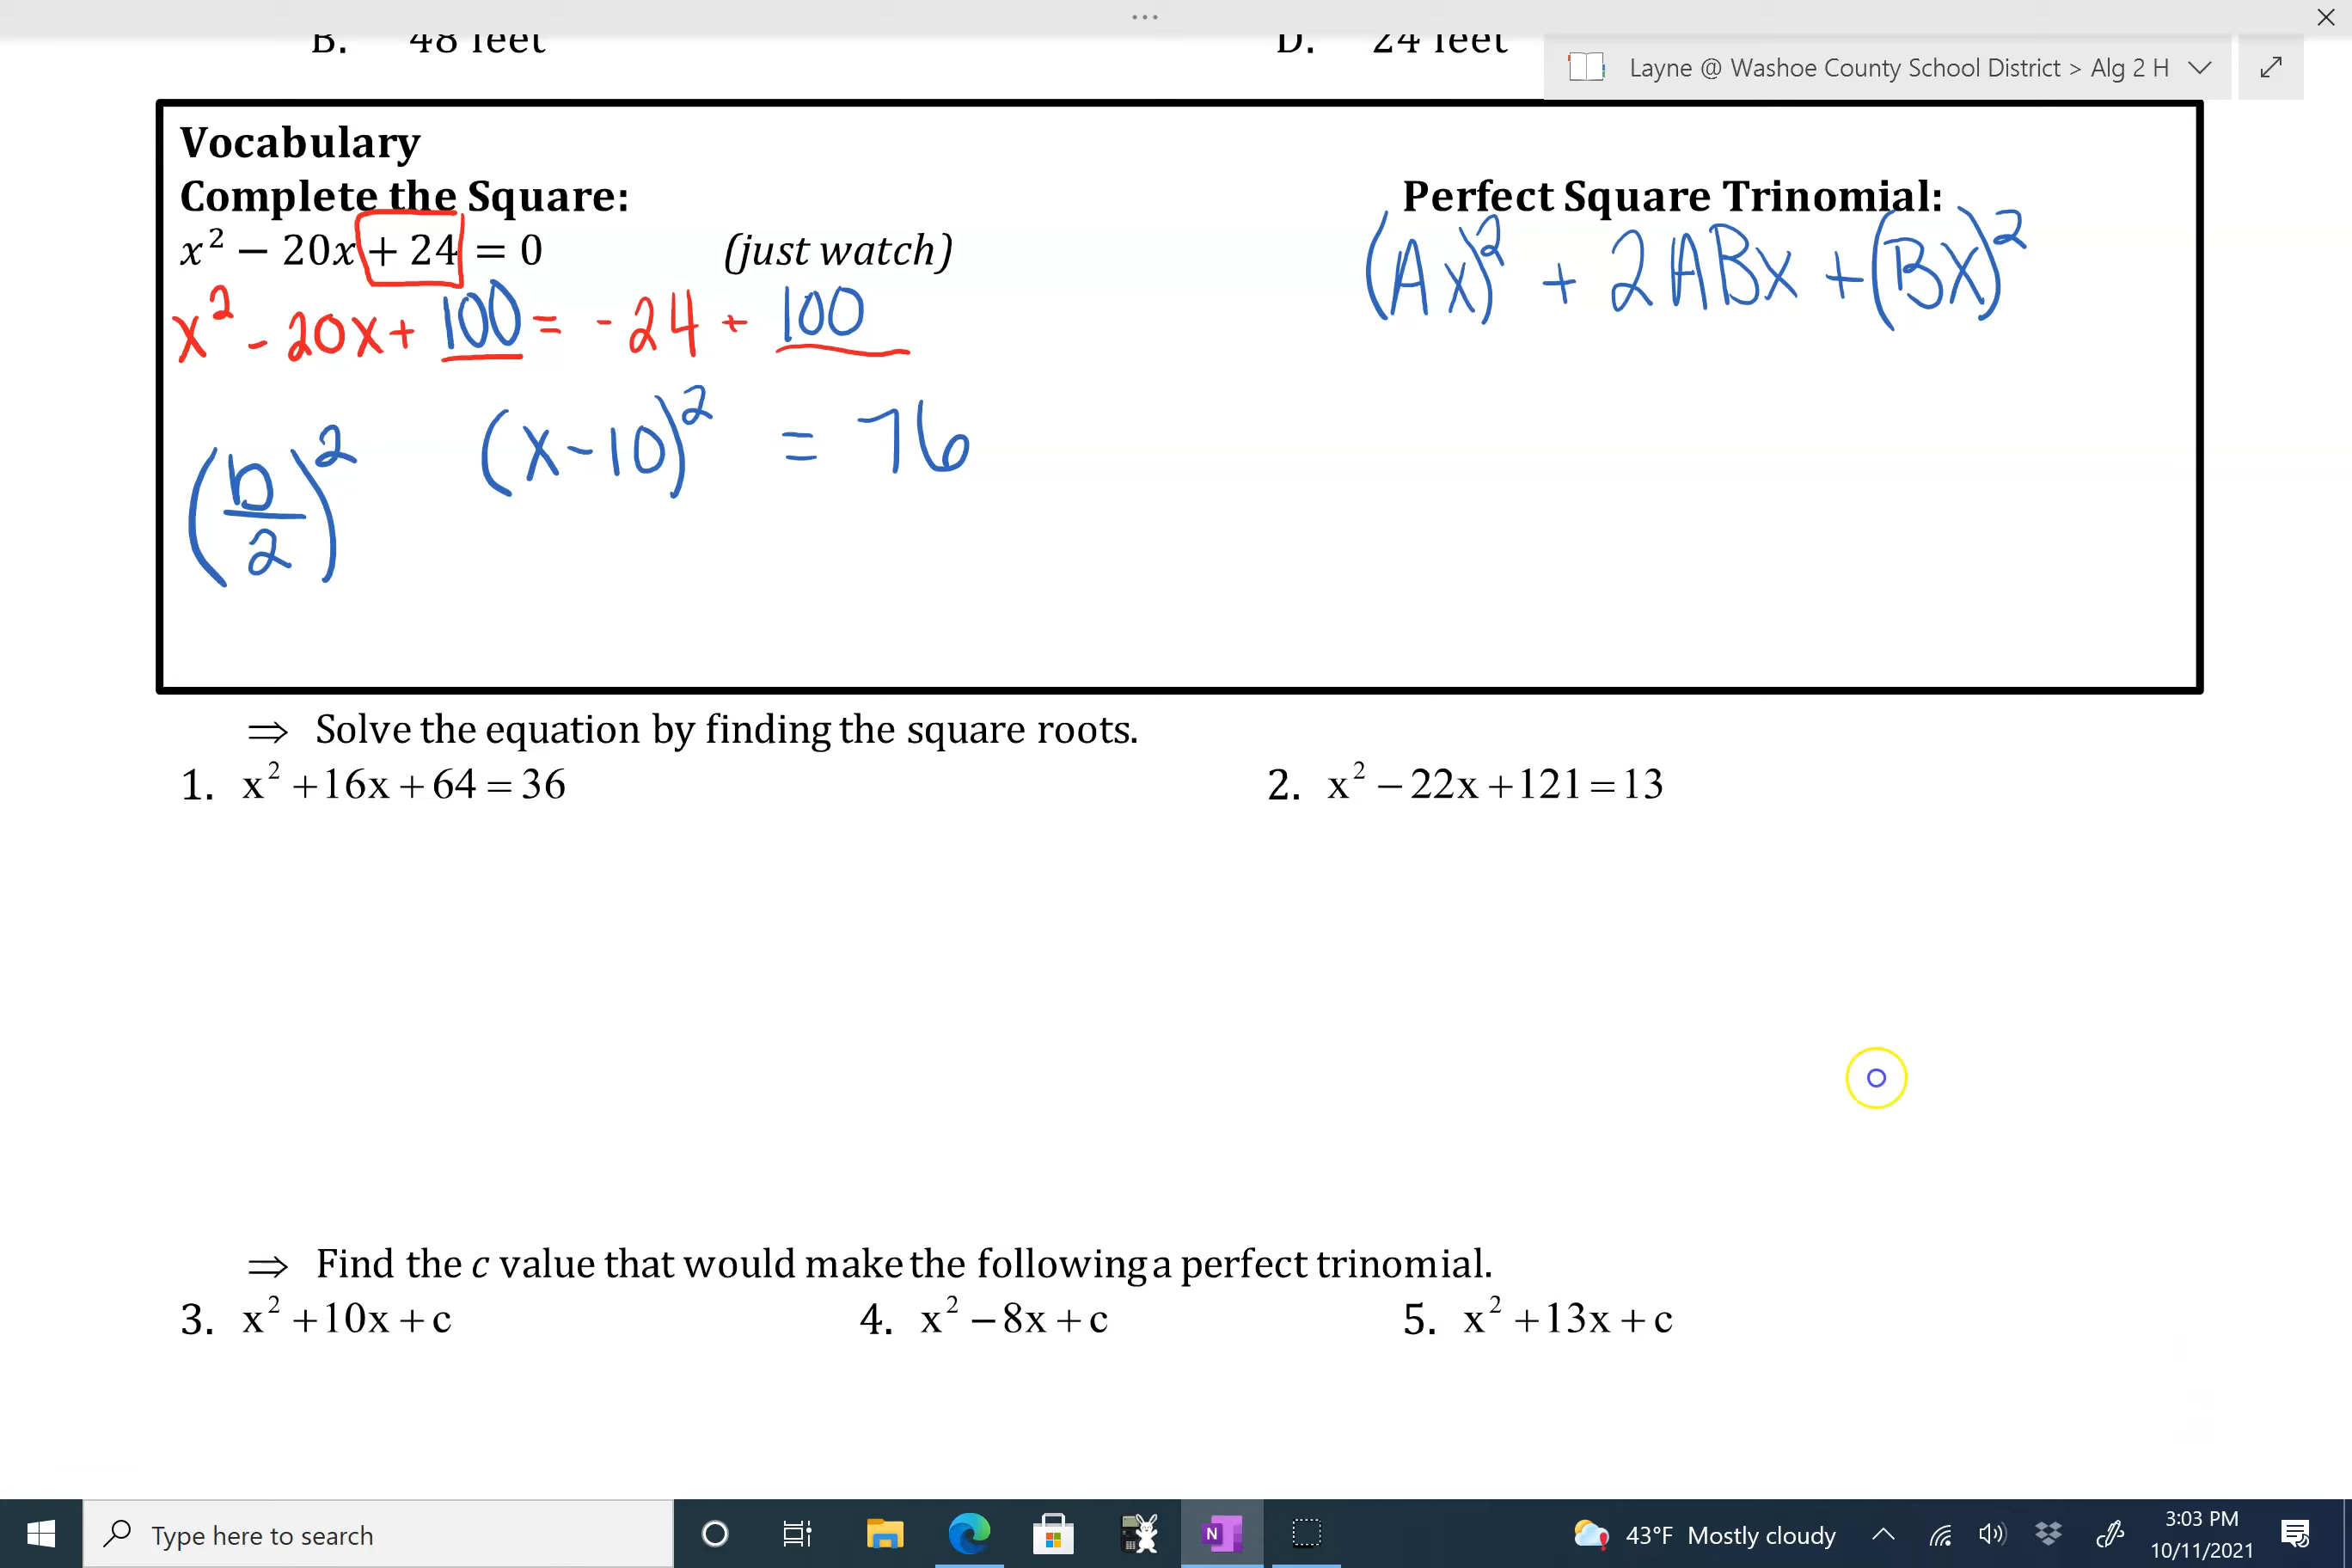 B. 48 feet D. 24 feet
Layne @ Washoe County School District > Alg 2 H
Vocabulary
Complete the Square: Perfect Square Trinomial:
x² − 20x + 24 = 0 (just watch) (Ax)² + 2ABx + (Bx)²
x² - 20x + 100 = -24 + 100
(b/2)² (x-10)² = 76
⇒ Solve the equation by finding the square roots.
1. x² + 16x + 64 = 36 2. x² − 22x + 121 = 13
⇒ Find the c value that would make the following a perfect trinomial.
3. x² + 10x + c 4. x² − 8x + c 5. x² + 13x + c
Type here to search N 43°F Mostly cloudy 3:03 PM
10/11/2021